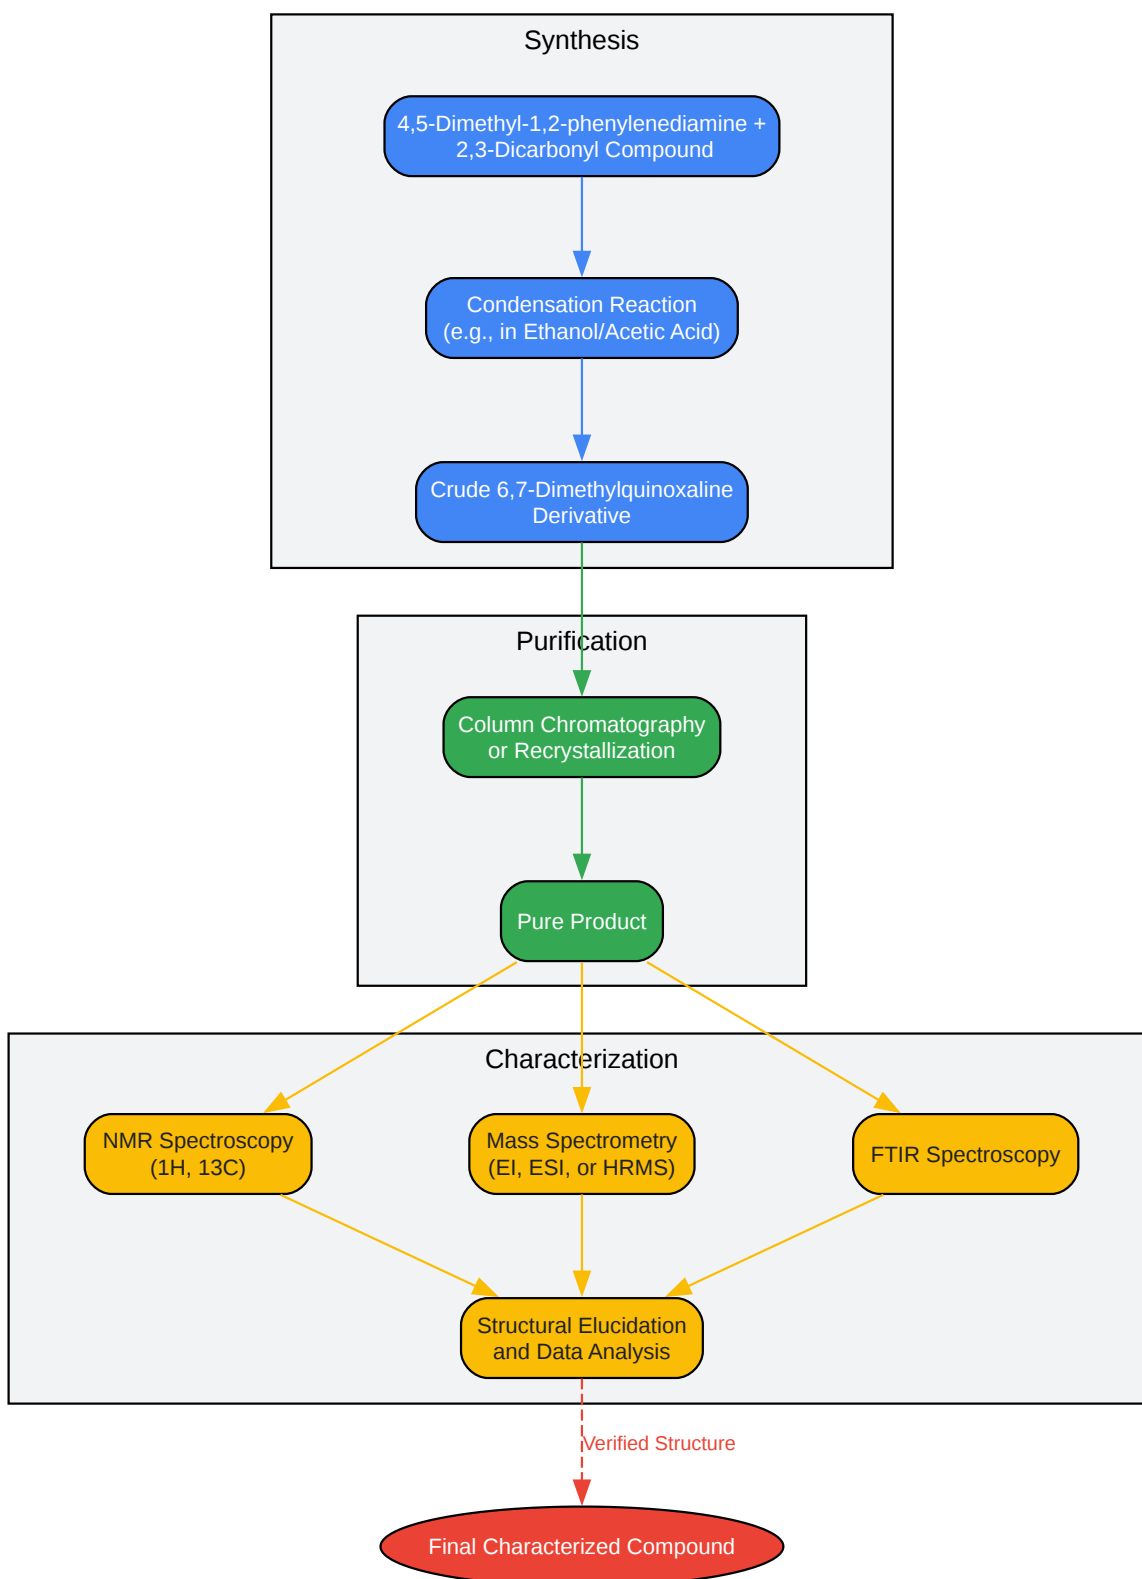 Synthesis
4,5-Dimethyl-1,2-phenylenediamine +
2,3-Dicarbonyl Compound
Condensation Reaction
(e.g., in Ethanol/Acetic Acid)
Crude 6,7-Dimethylquinoxaline
Derivative
Purification
Column Chromatography
or Recrystallization
Pure Product
Characterization
NMR Spectroscopy
(1H, 13C)
Mass Spectrometry
(EI, ESI, or HRMS)
FTIR Spectroscopy
Structural Elucidation
and Data Analysis
Verified Structure
Final Characterized Compound